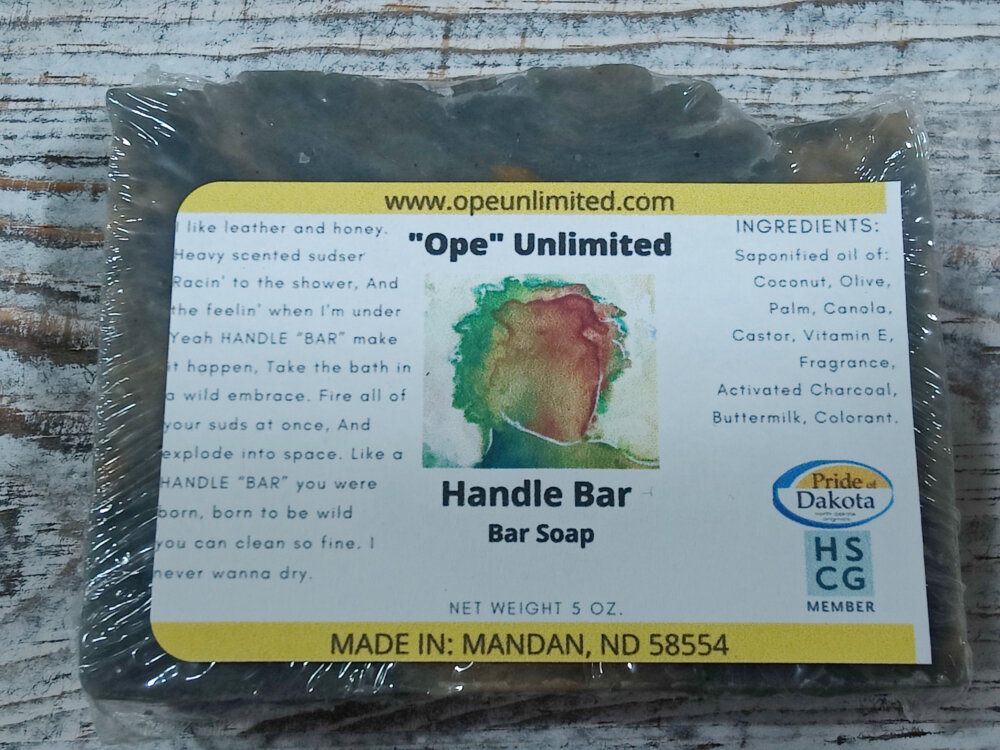 www.opeunlimited.com
I like leather and honey.
Heavy scented sudser
Racin' to the shower, And
the feelin' when I'm under
Yeah HANDLE "BAR" make
it happen, Take the bath in
a wild embrace. Fire all of
your suds at once, And
explode into space. Like a
HANDLE "BAR" you were
born, born to be wild
you can clean so fine, I
never wanna dry.
"Ope" Unlimited
Handle Bar
Bar Soap
NET WEIGHT 5 OZ.
INGREDIENTS:
Saponified oil of:
Coconut, Olive,
Palm, Canola,
Castor, Vitamin E,
Fragrance,
Activated Charcoal,
Buttermilk, Colorant.
Pride of
Dakota
north dakota
originals
HS
CG
MEMBER
MADE IN: MANDAN, ND 58554